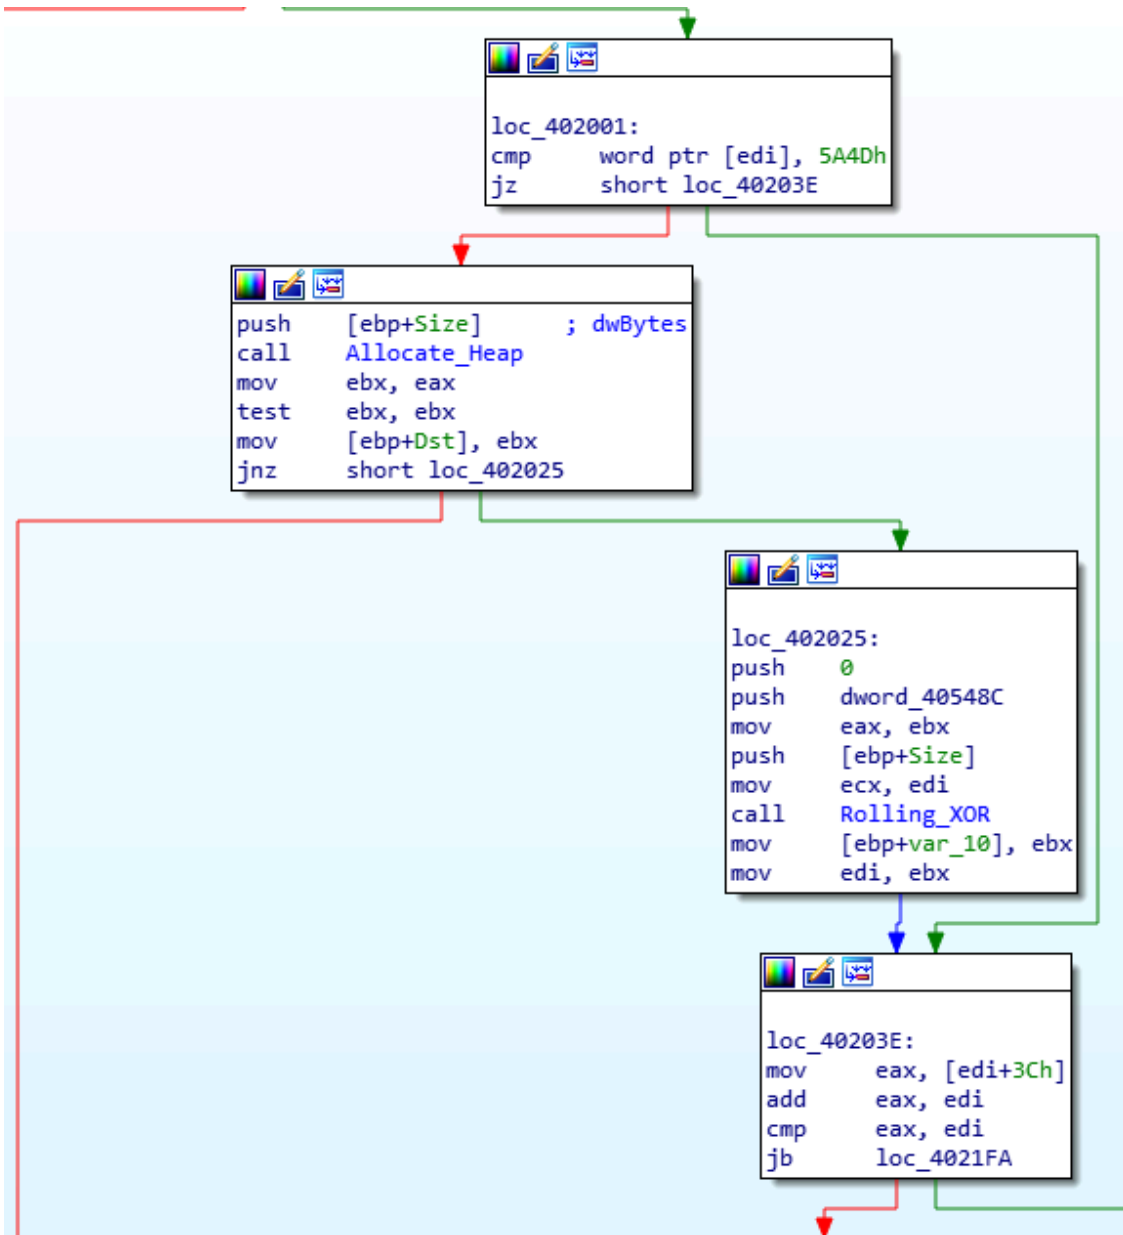 loc_402001:
cmp word ptr [edi], 5A4Dh
jz short loc_40203E
push [ebp+Size] ; dwBytes
call Allocate_Heap
mov ebx, eax
test ebx, ebx
mov [ebp+Dst], ebx
jnz short loc_402025
loc_402025:
push 0
push dword_40548C
mov eax, ebx
push [ebp+Size]
mov ecx, edi
call Rolling_XOR
mov [ebp+var_10], ebx
mov edi, ebx
loc_40203E:
mov eax, [edi+3Ch]
add eax, edi
cmp eax, edi
jb loc_4021FA